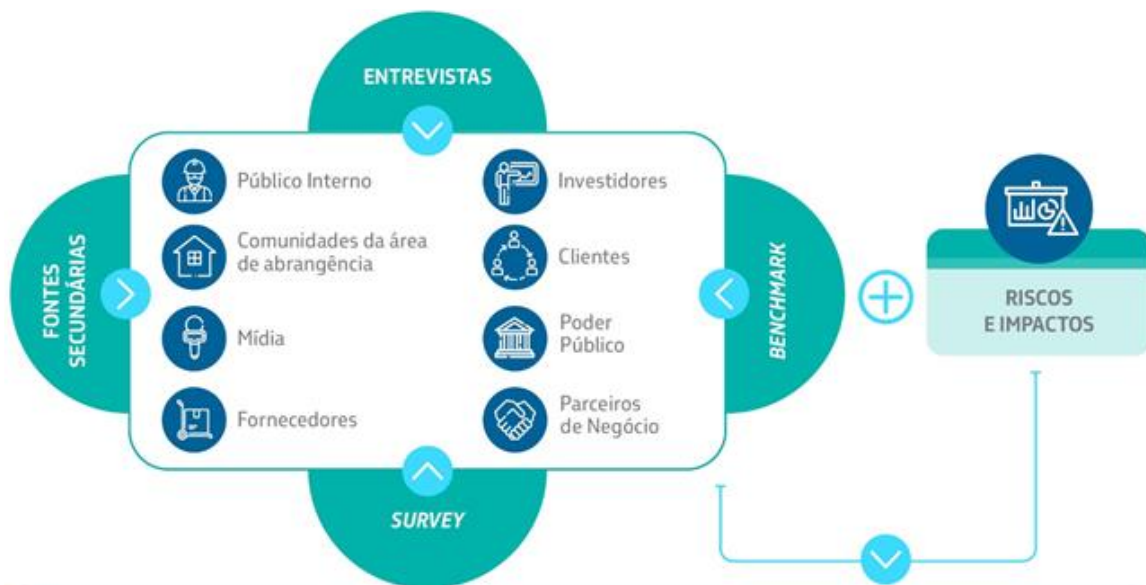 ENTREVISTAS
FONTES
SECUNDÁRIAS
Público Interno
Comunidades da área
de abrangência
Mídia
Fornecedores
Investidores
Clientes
Poder
Público
Parceiros
de Negócio
BENCHMARK
SURVEY
RISCOS
E IMPACTOS